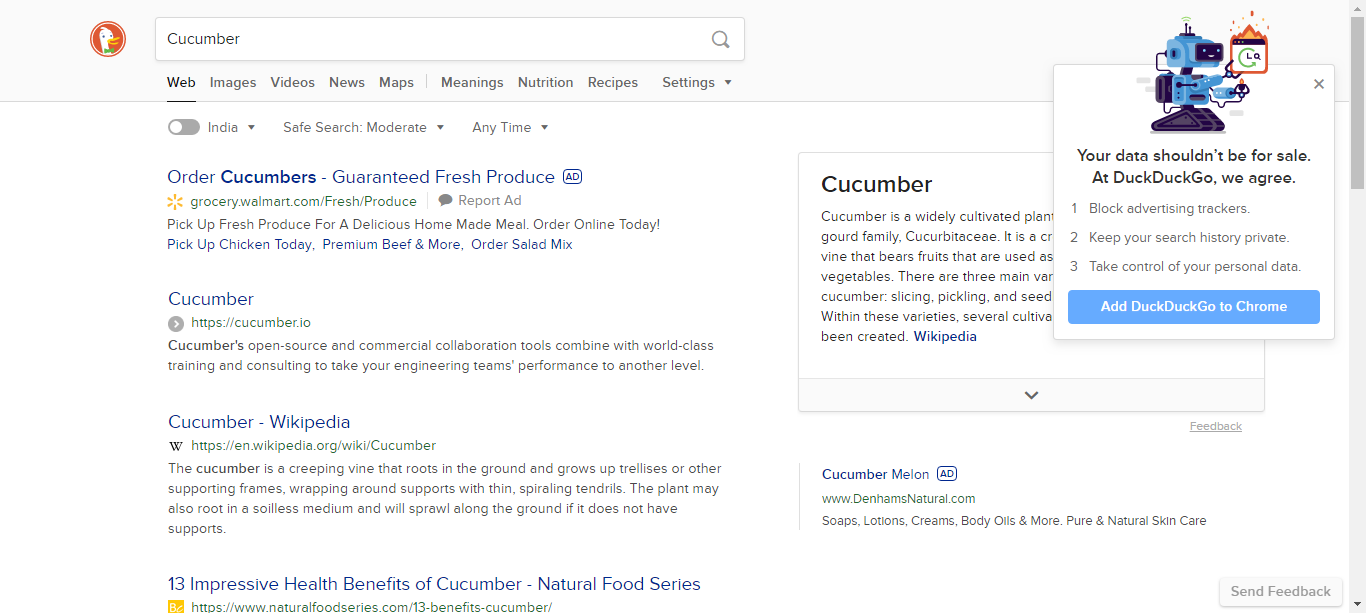 Cucumber
Web Images Videos News Maps Meanings Nutrition Recipes Settings
India Safe Search: Moderate Any Time
Order Cucumbers - Guaranteed Fresh Produce AD
grocery.walmart.com/Fresh/Produce Report Ad
Pick Up Fresh Produce For A Delicious Home Made Meal. Order Online Today!
Pick Up Chicken Today, Premium Beef & More, Order Salad Mix
Cucumber
https://cucumber.io
Cucumber's open-source and commercial collaboration tools combine with world-class
training and consulting to take your engineering teams' performance to another level.
Cucumber - Wikipedia
W https://en.wikipedia.org/wiki/Cucumber
The cucumber is a creeping vine that roots in the ground and grows up trellises or other
supporting frames, wrapping around supports with thin, spiraling tendrils. The plant may
also root in a soilless medium and will sprawl along the ground if it does not have
supports.
13 Impressive Health Benefits of Cucumber - Natural Food Series
https://www.naturalfoodseries.com/13-benefits-cucumber/
Cucumber
Cucumber is a widely cultivated plant
gourd family, Cucurbitaceae. It is a
vine that bears fruits that are used as
vegetables. There are three main
cucumber: slicing, pickling, and
Within these varieties, several
been created. Wikipedia
Feedback
Cucumber Melon AD
www.DenhamsNatural.com
Soaps, Lotions, Creams, Body Oils & More. Pure & Natural Skin Care
Your data shouldn't be for sale.
At DuckDuckGo, we agree.
1 Block advertising trackers.
2 Keep your search history private.
3 Take control of your personal data.
Add DuckDuckGo to Chrome
Send Feedback